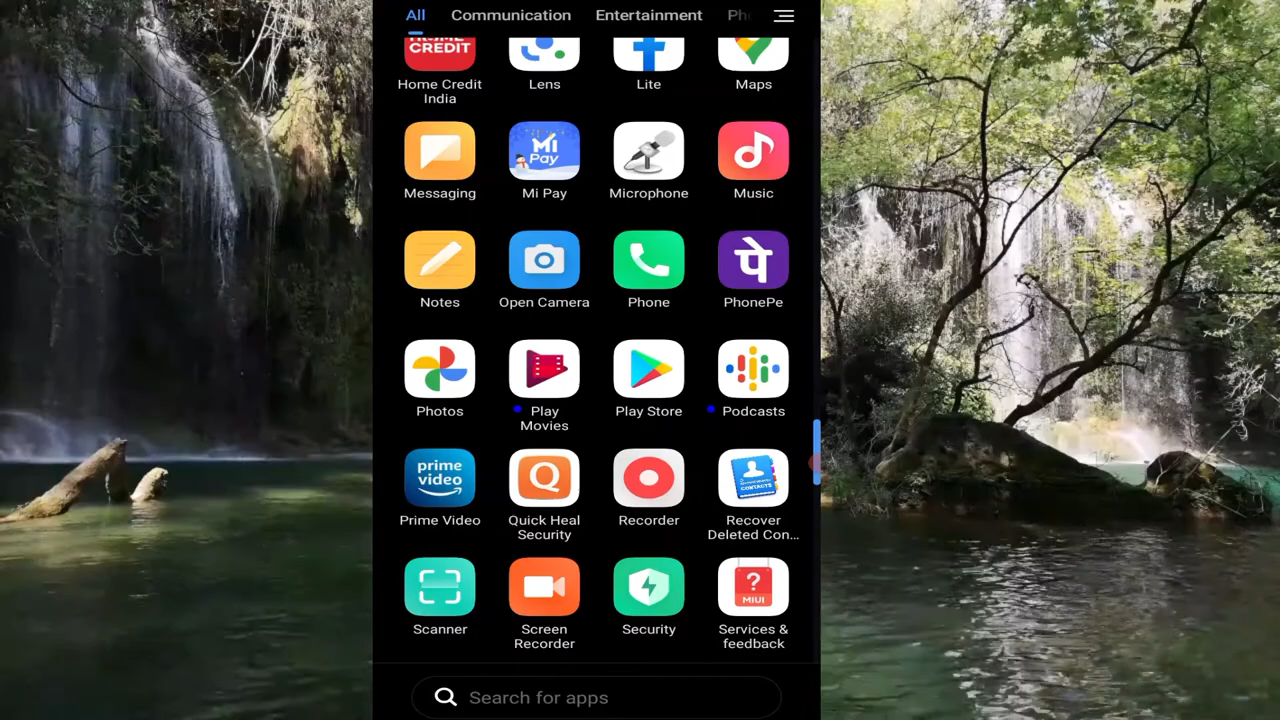 All Communication Entertainment Ph
HOME CREDIT
Home Credit India
Lens
Lite
Maps
Messaging
Mi Pay
Mi Pay
Microphone
Music
Notes
Open Camera
Phone
पे
PhonePe
Photos
Play Movies
Play Store
Podcasts
prime video
Prime Video
Q
Quick Heal Security
Recorder
CONTACTS
Recover Deleted Con...
Scanner
Screen Recorder
Security
?
MIUI
Services & feedback
Search for apps